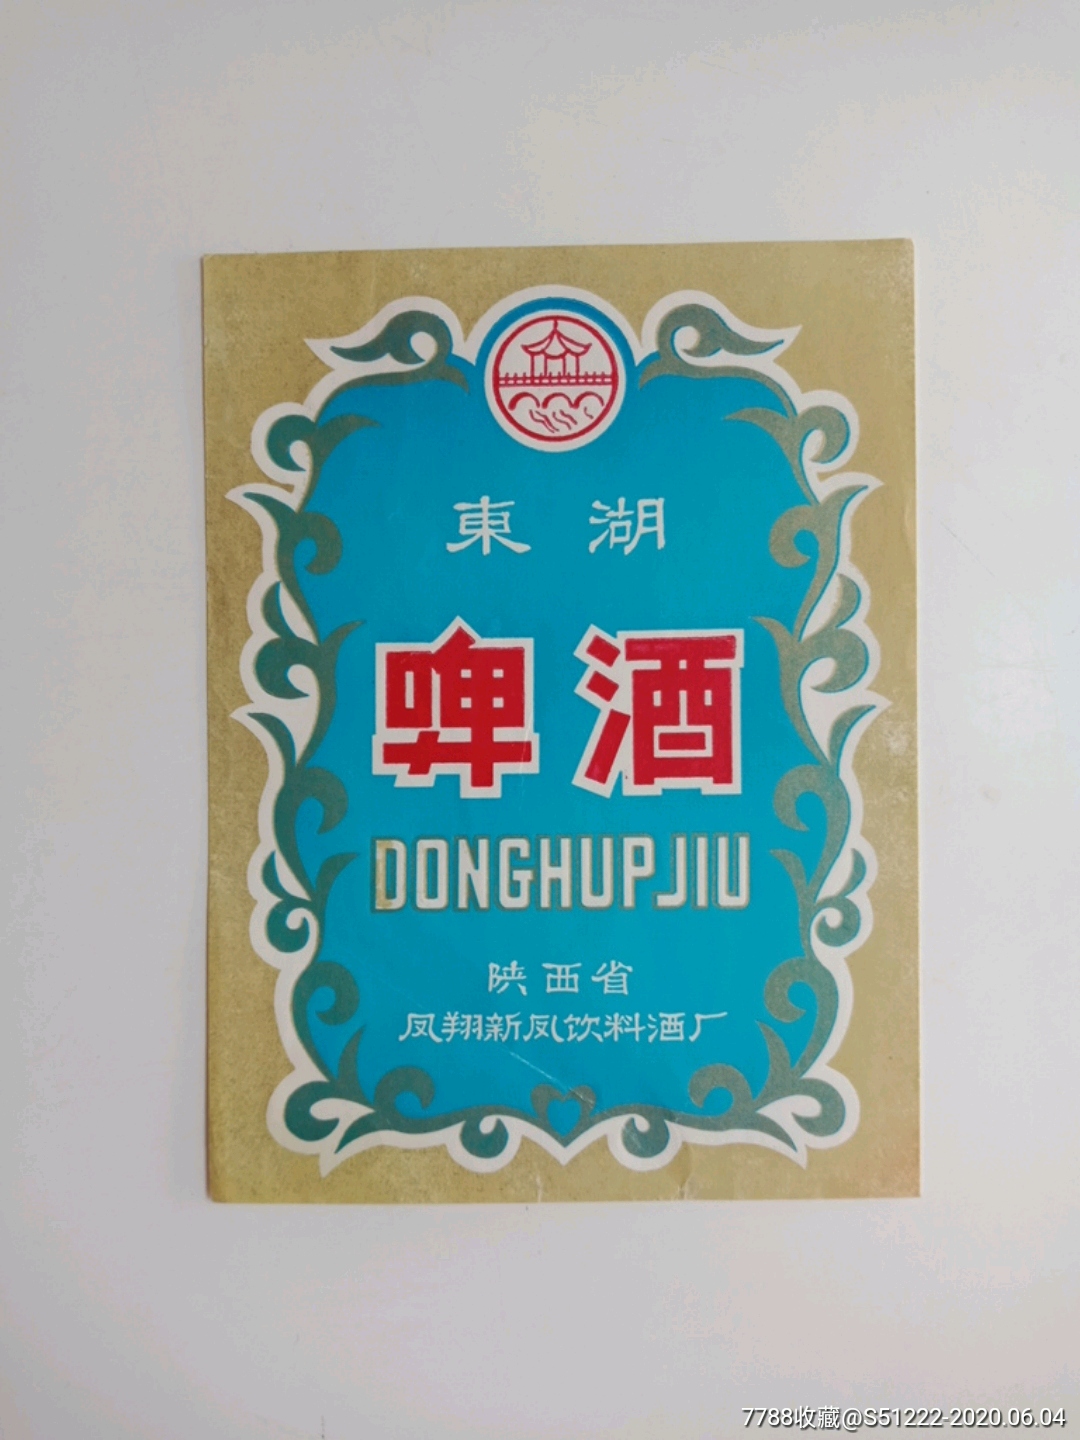 東湖
啤酒
DONGHUPJIU
陕西省
凤翔新凤饮料酒厂
7788收藏@S51222-2020.06.04